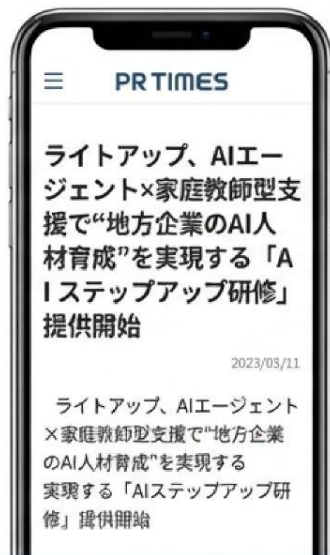 PR TIMES
ライトアップ、AIエー
ジェント×家庭教師型支
援で“地方企業のAI人
材育成”を実現する「A
I ステップアップ研修」
提供開始
2023/03/11
ライトアップ、AIエージェント
×家庭教師型支援で“地方企業
のAI人材育成”を実現する
実現する「AIステップアップ研
修」提供開始